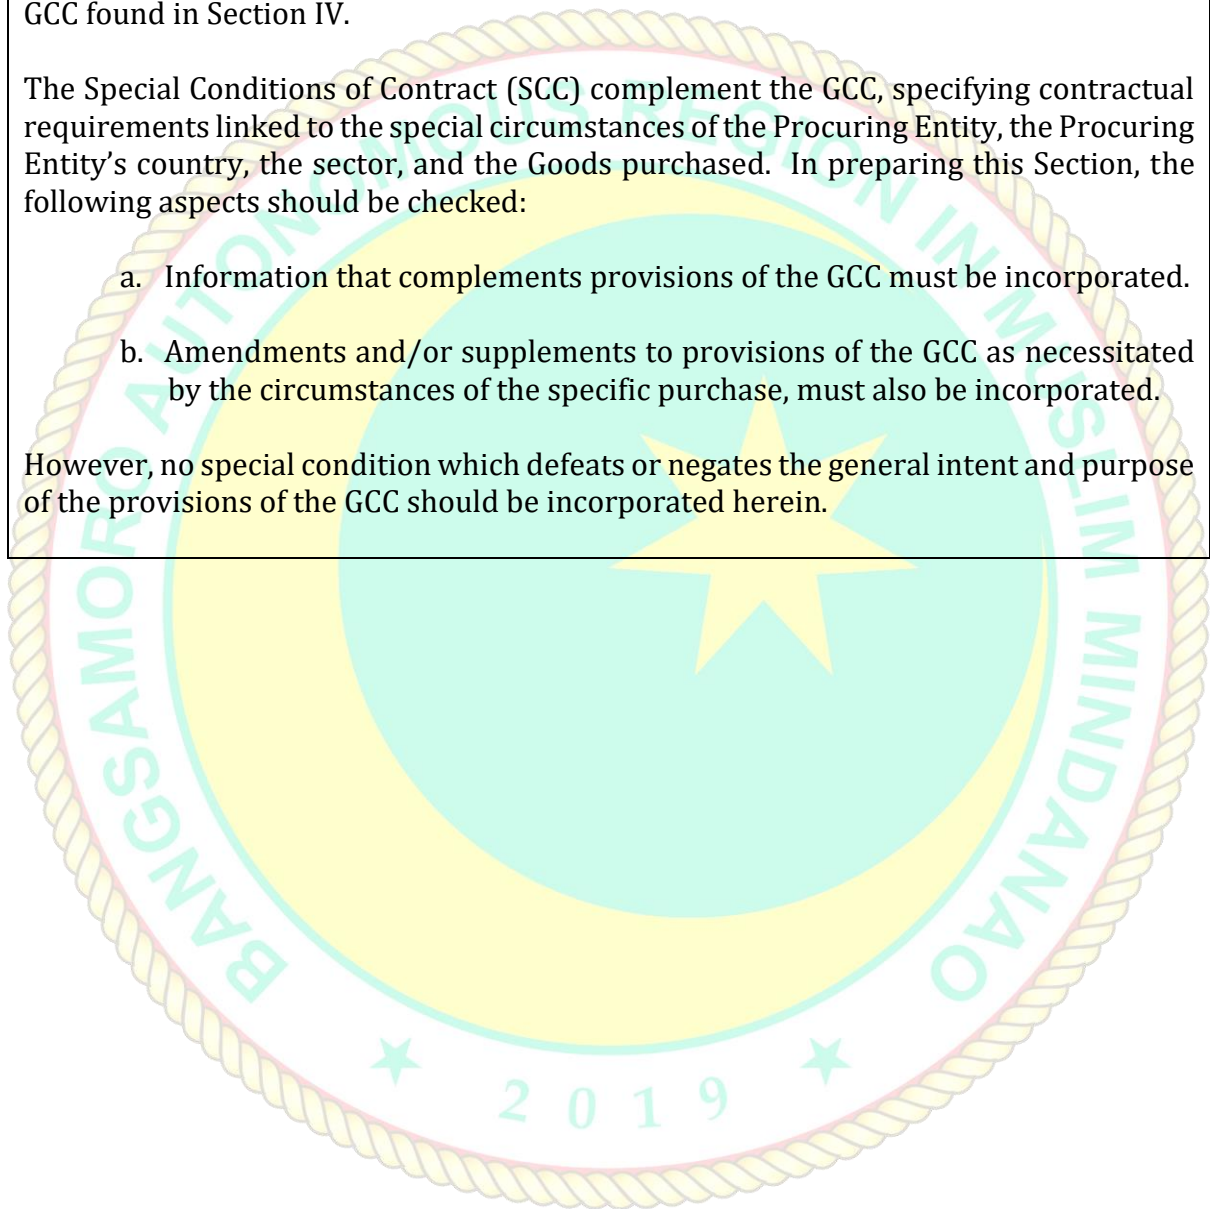 GCC found in Section IV.
The Special Conditions of Contract (SCC) complement the GCC, specifying contractual
requirements linked to the special circumstances of the Procuring Entity, the Procuring
Entity’s country, the sector, and the Goods purchased. In preparing this Section, the
following aspects should be checked:
a. Information that complements provisions of the GCC must be incorporated.
b. Amendments and/or supplements to provisions of the GCC as necessitated
by the circumstances of the specific purchase, must also be incorporated.
However, no special condition which defeats or negates the general intent and purpose
of the provisions of the GCC should be incorporated herein.
BANGSAMORO AUTONOMOUS REGION IN MUSLIM MINDANAO
2019